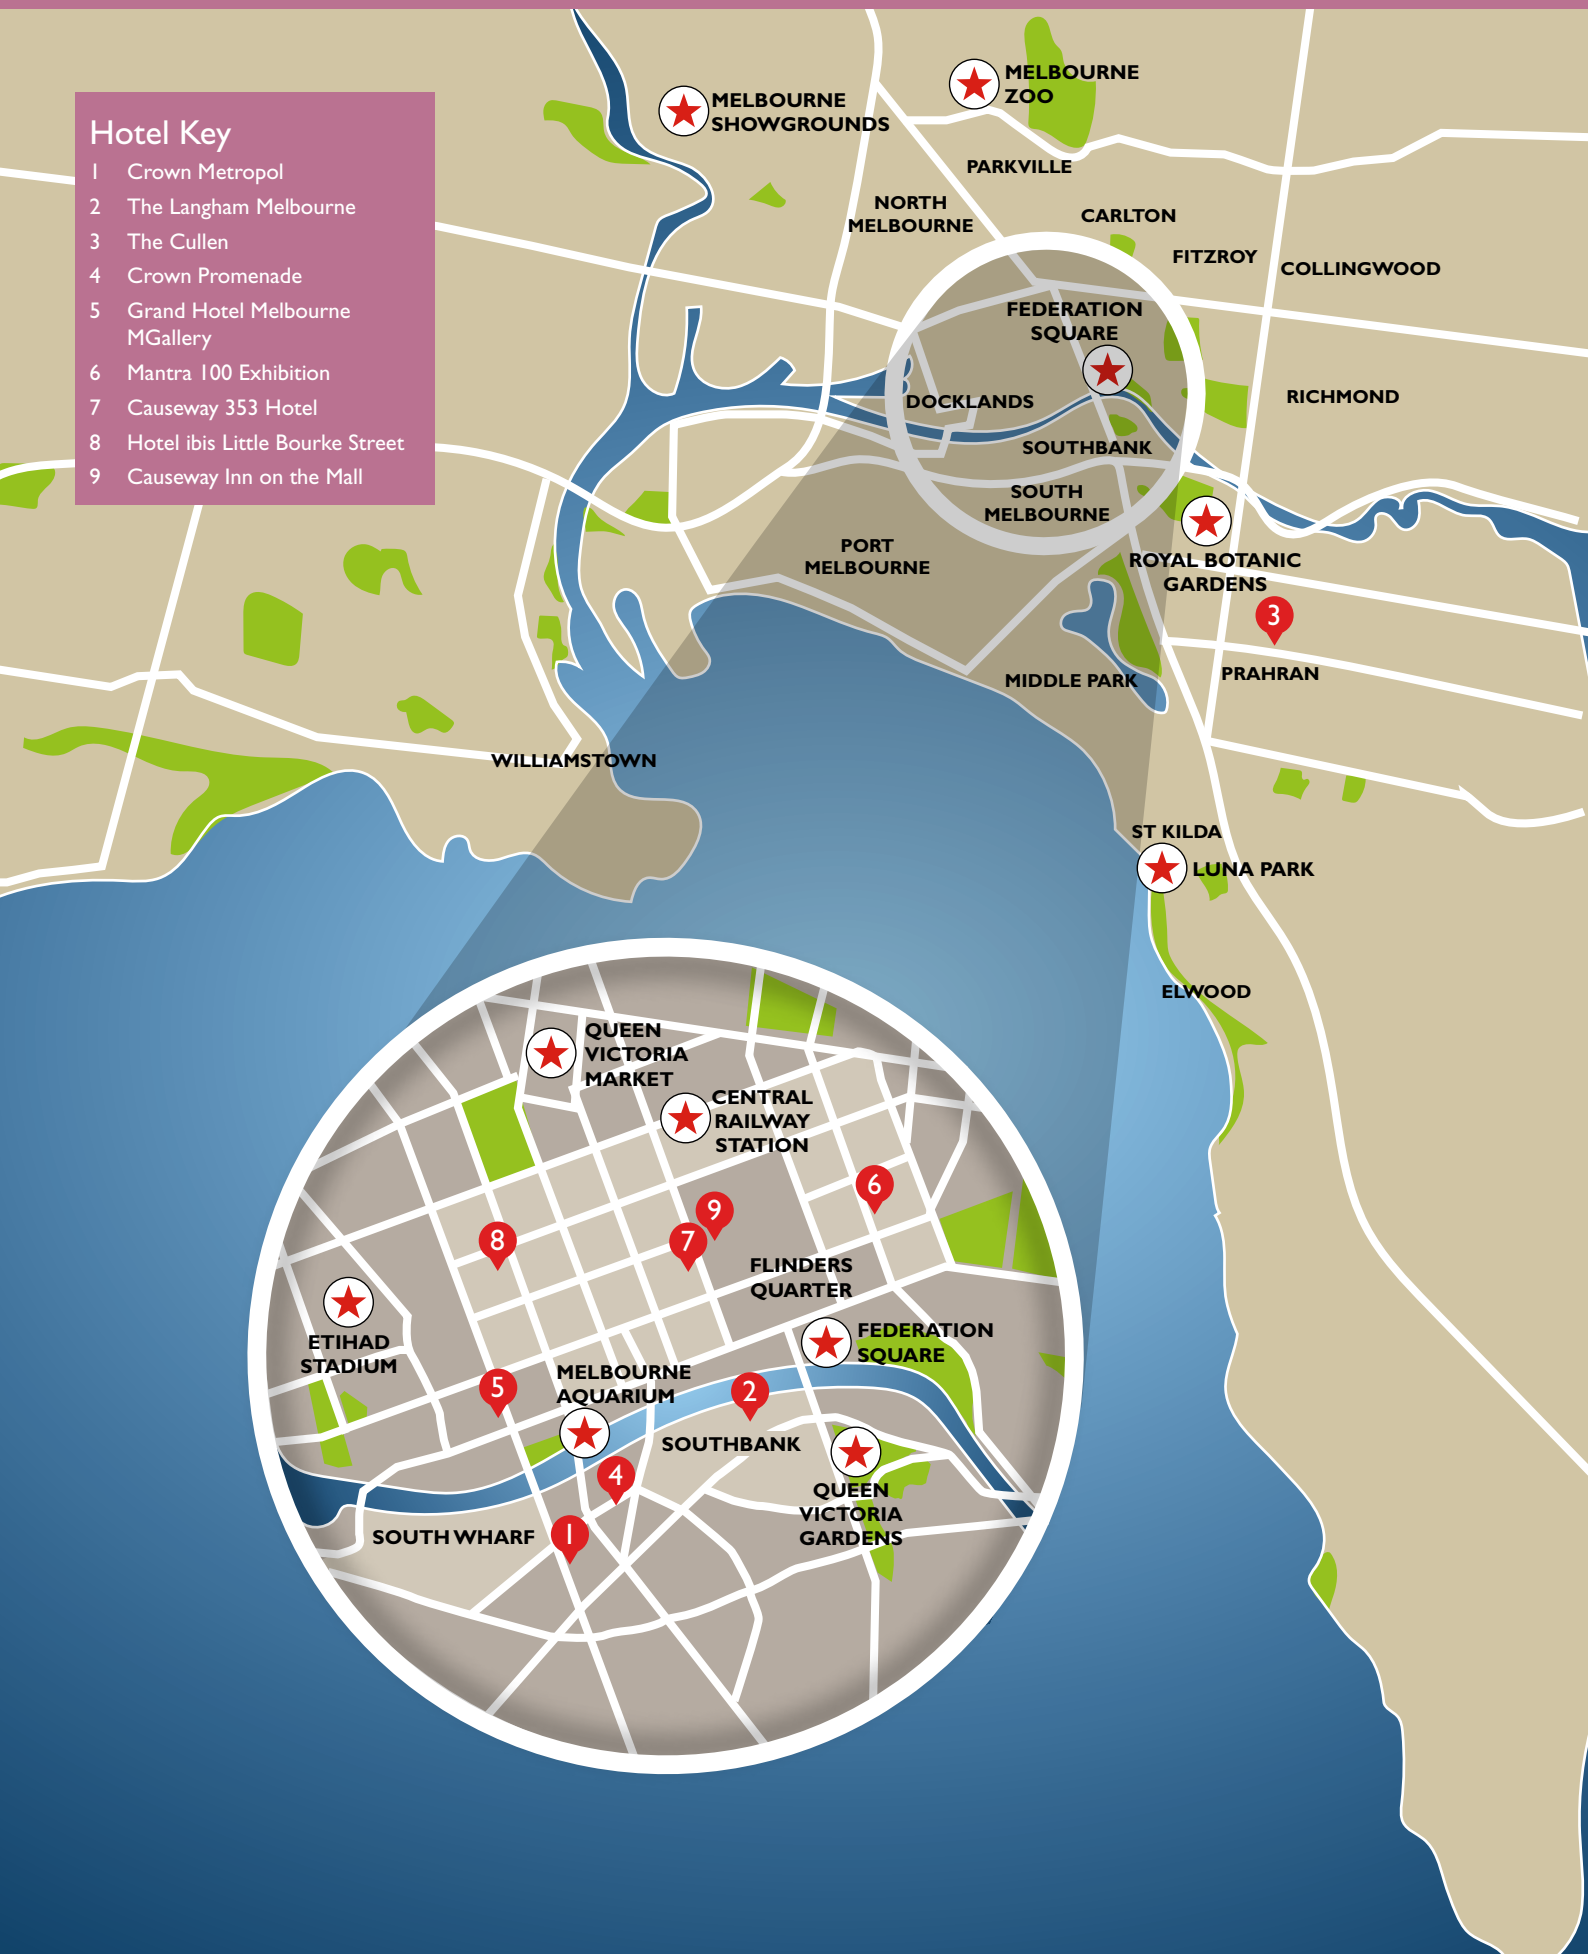 Hotel Key
1 Crown Metropol
2 The Langham Melbourne
3 The Cullen
4 Crown Promenade
5 Grand Hotel Melbourne
MGallery
6 Mantra 100 Exhibition
7 Causeway 353 Hotel
8 Hotel ibis Little Bourke Street
9 Causeway Inn on the Mall
MELBOURNE
SHOWGROUNDS
MELBOURNE
ZOO
PARKVILLE
NORTH
MELBOURNE
CARLTON
FITZROY
COLLINGWOOD
FEDERATION
SQUARE
DOCKLANDS
RICHMOND
SOUTHBANK
SOUTH
MELBOURNE
PORT
MELBOURNE
ROYAL BOTANIC
GARDENS
3
MIDDLE PARK
PRAHRAN
WILLIAMSTOWN
ST KILDA
LUNA PARK
ELWOOD
QUEEN
VICTORIA
MARKET
CENTRAL
RAILWAY
STATION
6
9
8
7
FLINDERS
QUARTER
ETIHAD
STADIUM
FEDERATION
SQUARE
5
MELBOURNE
AQUARIUM
2
SOUTHBANK
4
QUEEN
VICTORIA
GARDENS
SOUTH WHARF
1